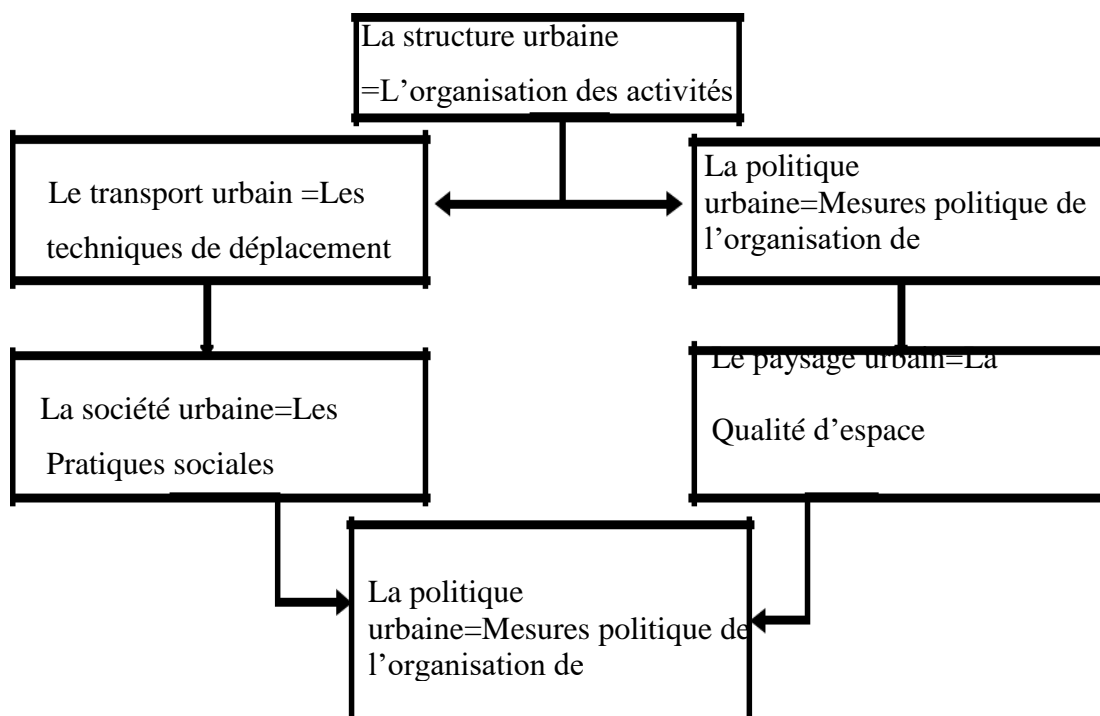 La structure urbaine
=L'organisation des activités
Le transport urbain =Les
techniques de déplacement
La politique
urbaine=Mesures politique de
l'organisation de
La société urbaine=Les
Pratiques sociales
Le paysage urbain=La
Qualité d'espace
La politique
urbaine=Mesures politique de
l'organisation de